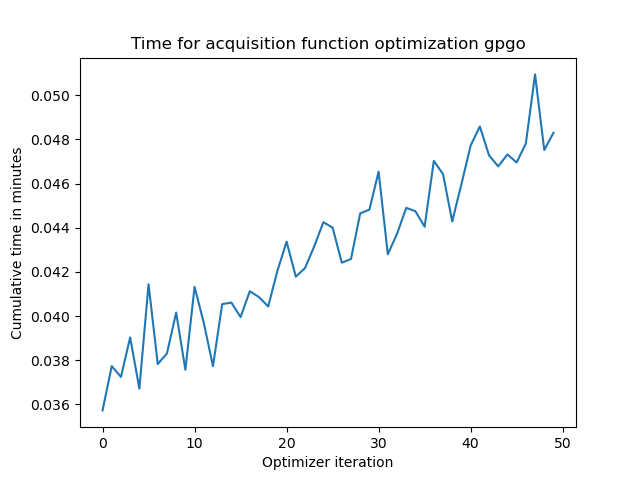 Time for acquisition function optimization gpgo
0.050
0.048
0.046
0.044
0.042
0.040
0.038
0.036
Cumulative time in minutes
0 10 20 30 40 50
Optimizer iteration